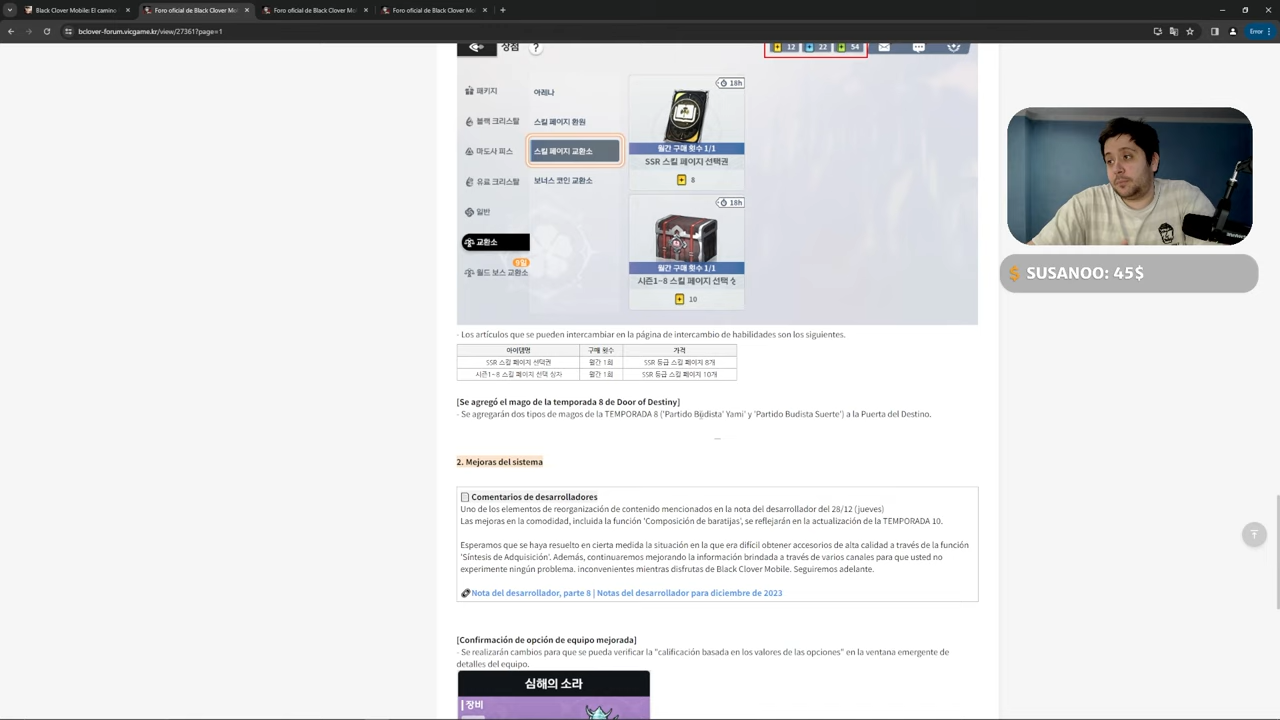 Black Clover Mobile: El camino
Foro oficial de Black Clover Mo
Foro oficial de Black Clover Mo
Foro oficial de Black Clover Mo
bclover-forum.vicgame.kr/view/27361?page=1
Error
상점
?
12
22
54
패키지
블랙 크리스탈
마도사 피스
유료 크리스탈
일반
교환소
월드 보스 교환소
아레나
스킬 페이지 환원
스킬 페이지 교환소
보너스 코인 교환소
18h
월간 구매 횟수 1/1
SSR 스킬 페이지 선택권
8
18h
월간 구매 횟수 1/1
시즌1~8 스킬 페이지 선택 상
10
SUSANOO: 45$
- Los artículos que se pueden intercambiar en la página de intercambio de habilidades son los siguientes.
아이템명 구매 횟수 가격
SSR 스킬 페이지 선택권 월간 1회 SSR 등급 스킬 페이지 8개
시즌1~8 스킬 페이지 선택 상자 월간 1회 SSR 등급 스킬 페이지 10개
[Se agregó el mago de la temporada 8 de Door of Destiny]
- Se agregarán dos tipos de magos de la TEMPORADA 8 ('Partido Budista' Yami' y 'Partido Budista Suerte') a la Puerta del Destino.
2. Mejoras del sistema
Comentarios de desarrolladores
Uno de los elementos de reorganización de contenido mencionados en la nota del desarrollador del 28/12 (jueves)
Las mejoras en la comodidad, incluida la función 'Composición de baratijas', se reflejarán en la actualización de la TEMPORADA 10.
Esperamos que se haya resuelto en cierta medida la situación en la que era difícil obtener accesorios de alta calidad a través de la función
'Síntesis de Adquisición'. Además, continuaremos mejorando la información brindada a través de varios canales para que usted no
experimente ningún problema. inconvenientes mientras disfrutas de Black Clover Mobile. Seguiremos adelante.
Nota del desarrollador, parte 8 | Notas del desarrollador para diciembre de 2023
[Confirmación de opción de equipo mejorada]
- Se realizarán cambios para que se pueda verificar la "calificación basada en los valores de las opciones" en la ventana emergente de
detalles del equipo.
심해의 소라
장비